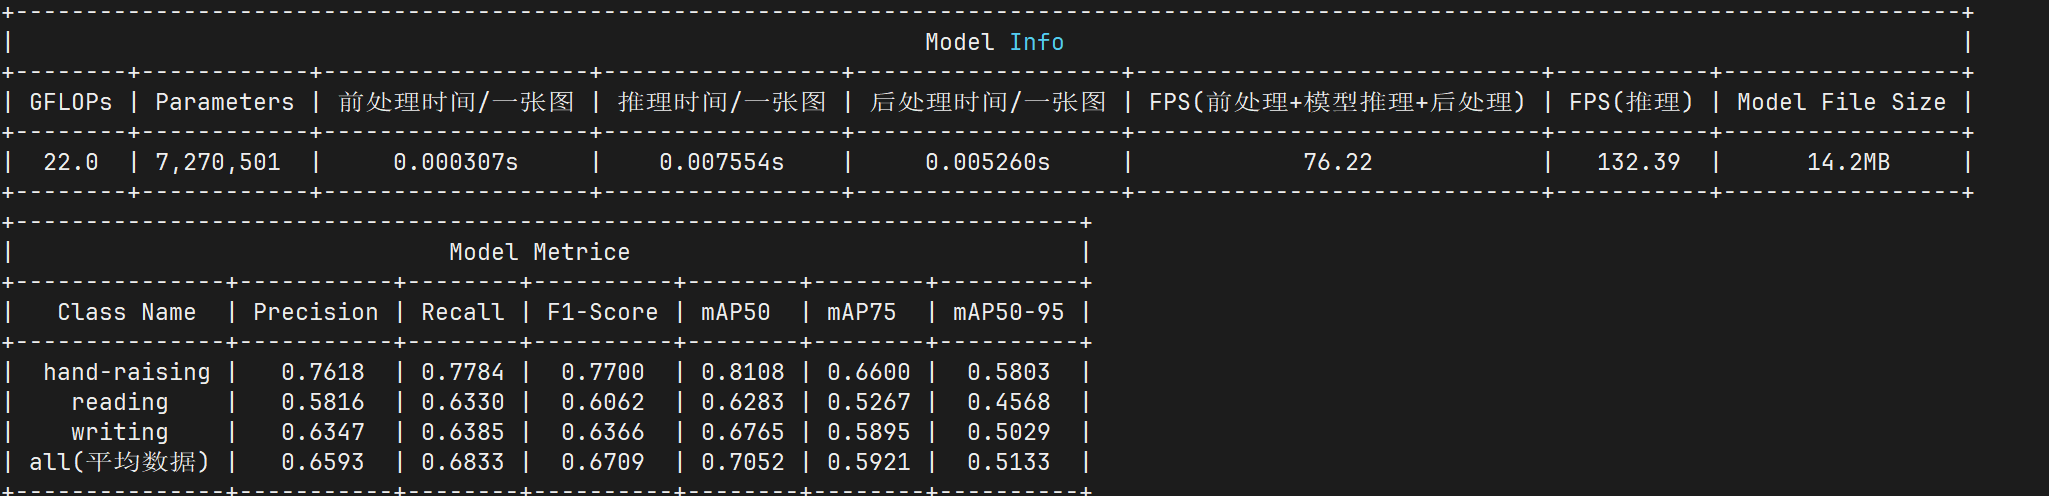 Model Info
| GFLOPs | Parameters | 前处理时间/一张图 | 推理时间/一张图 | 后处理时间/一张图 | FPS(前处理+模型推理+后处理) | FPS(推理) | Model File Size |
| 22.0 | 7,270,501 | 0.000307s | 0.007554s | 0.005260s | 76.22 | 132.39 | 14.2MB |
Model Metrice
| Class Name | Precision | Recall | F1-Score | mAP50 | mAP75 | mAP50-95 |
| hand-raising | 0.7618 | 0.7784 | 0.7700 | 0.8108 | 0.6600 | 0.5803 |
| reading | 0.5816 | 0.6330 | 0.6062 | 0.6283 | 0.5267 | 0.4568 |
| writing | 0.6347 | 0.6385 | 0.6366 | 0.6765 | 0.5895 | 0.5029 |
| all(平均数据) | 0.6593 | 0.6833 | 0.6709 | 0.7052 | 0.5921 | 0.5133 |